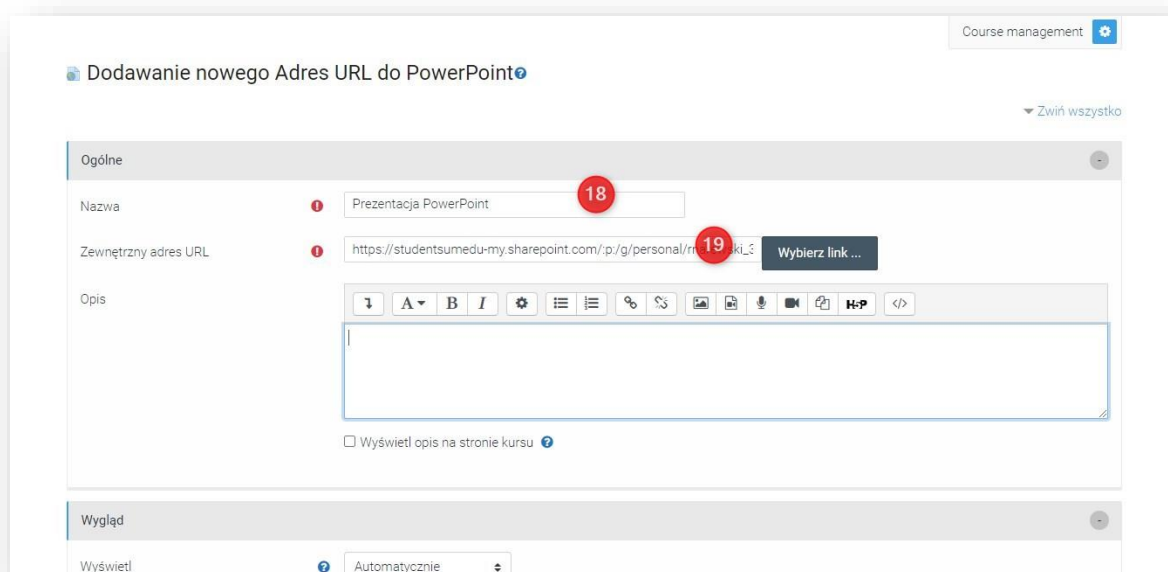 Course management
Dodawanie nowego Adres URL do PowerPoint
Zwiń wszystko
Ogólne
Nazwa Prezentacja PowerPoint 18
Zewnętrzny adres URL https://studentsumedu-my.sharepoint.com/:p:/g/personal/ 19 Wybierz link ...
Opis
A B I H-P </>
Wyświetl opis na stronie kursu
Wygląd
Wyświetl Automatycznie